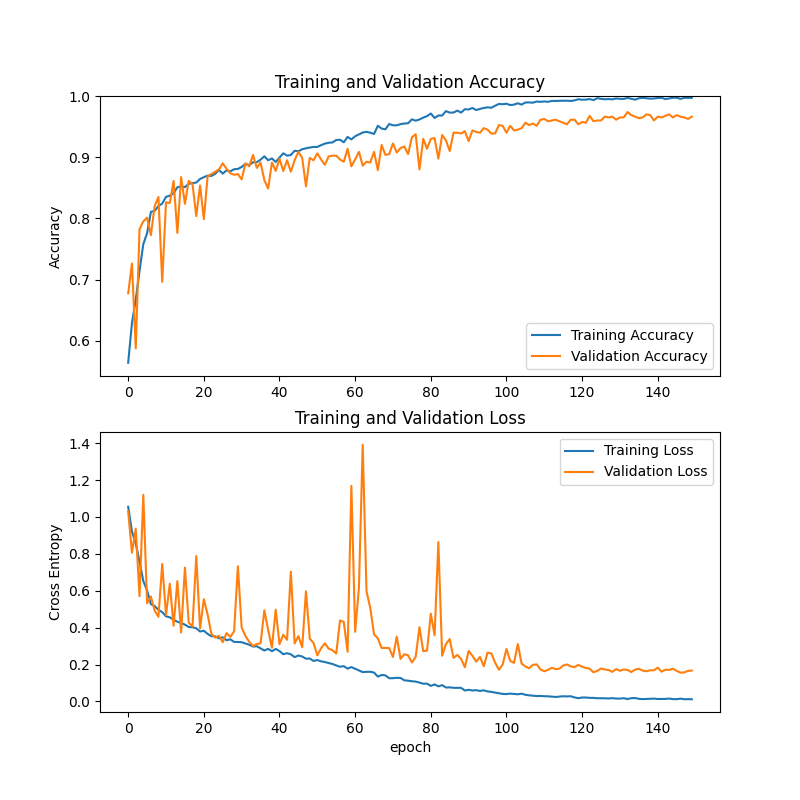 Training and Validation Accuracy
1.0
0.9
0.8
0.7
0.6
Accuracy
Training Accuracy
Validation Accuracy
0 20 40 60 80 100 120 140
Training and Validation Loss
1.4
1.2
1.0
0.8
0.6
0.4
0.2
0.0
Cross Entropy
Training Loss
Validation Loss
0 20 40 60 80 100 120 140
epoch